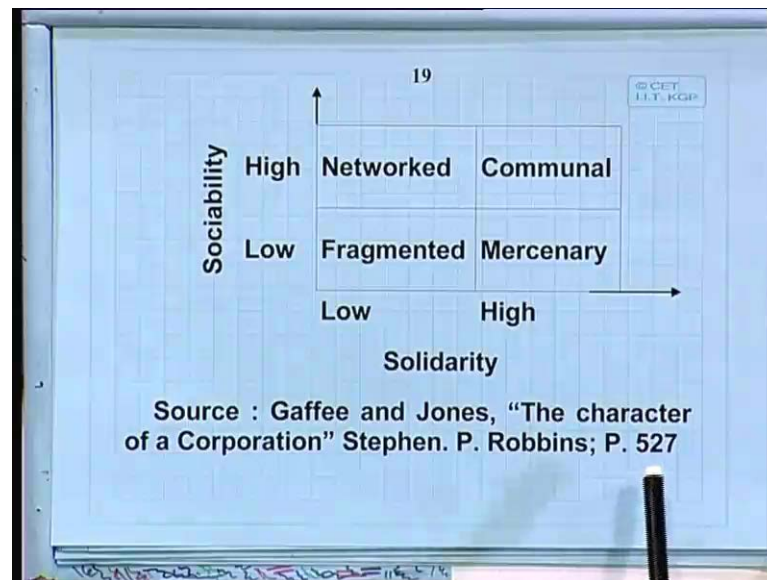 19
© CET
I.I.T. KGP
Sociability
High Networked Communal
Low Fragmented Mercenary
Low High
Solidarity
Source : Gaffee and Jones, “The character
of a Corporation” Stephen. P. Robbins; P. 527